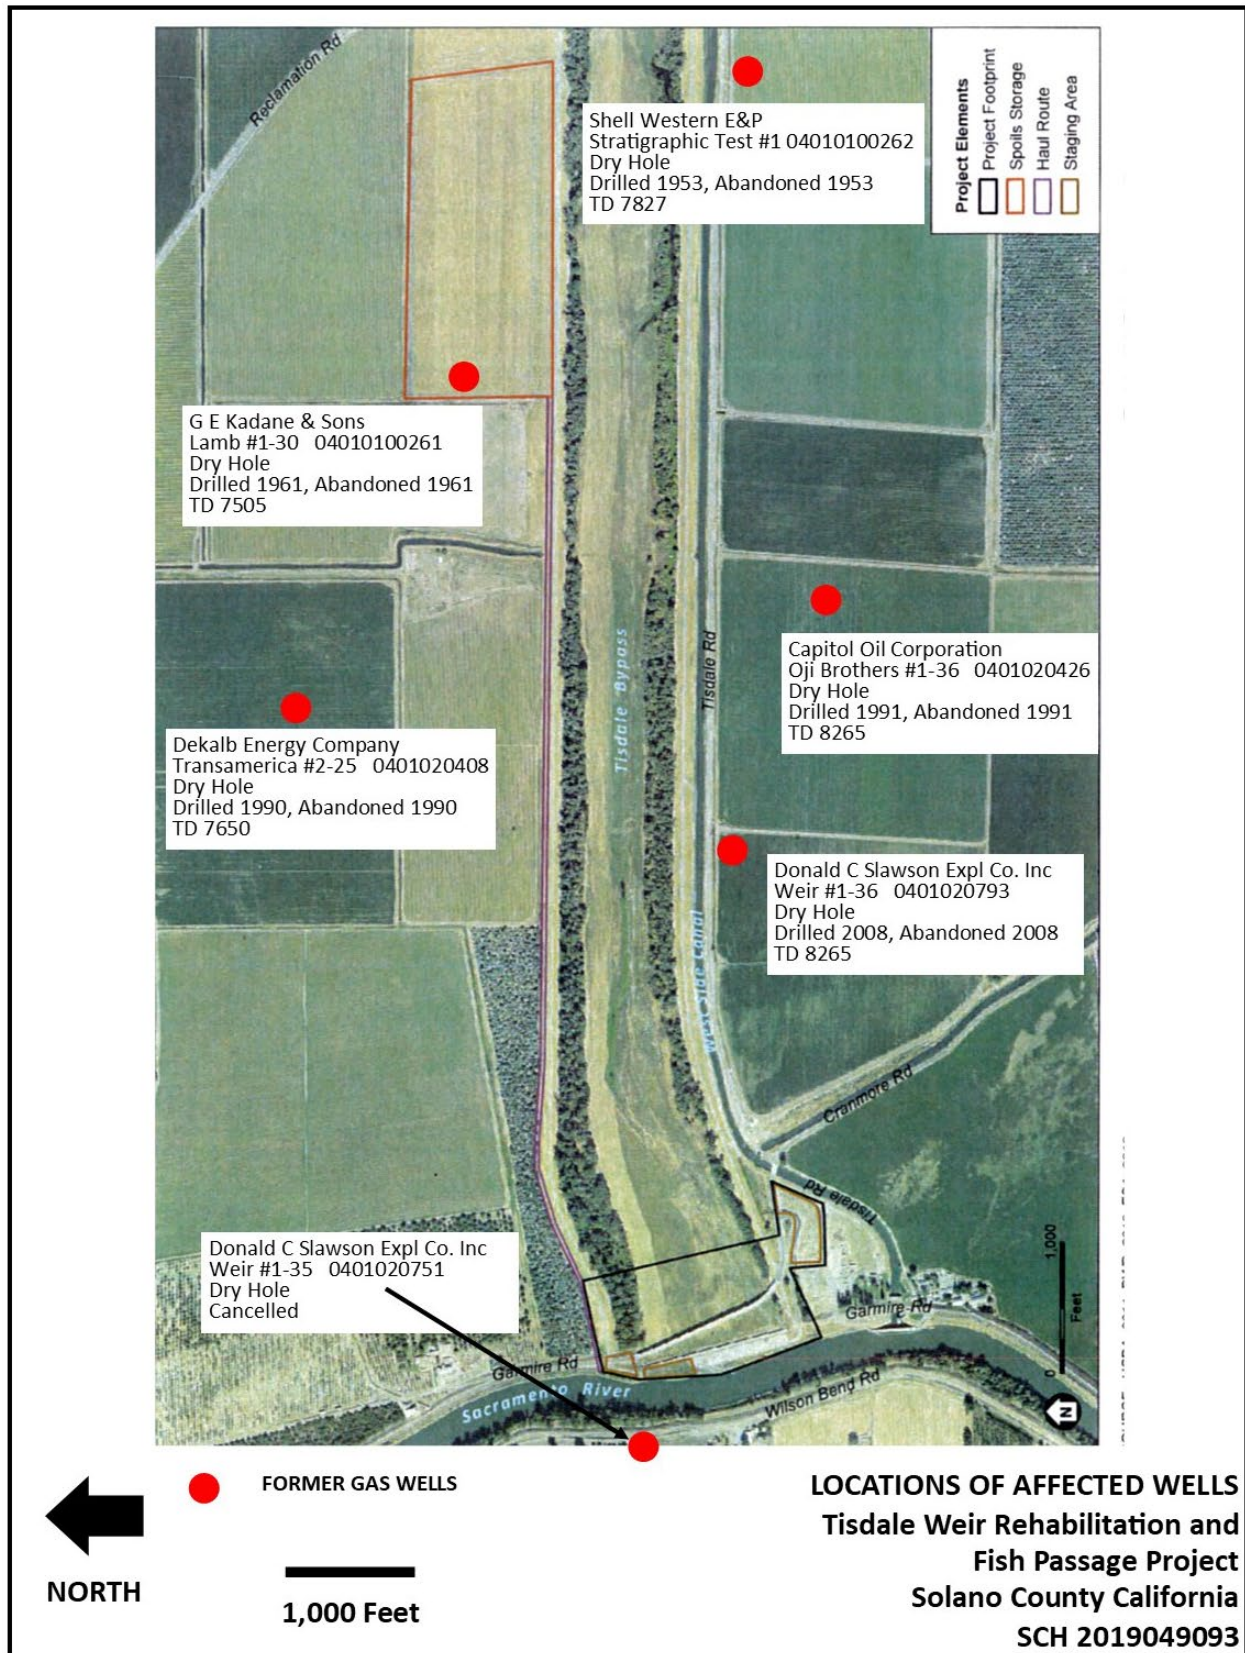 Reclamation Rd
Shell Western E&P
Stratigraphic Test #1 04010100262
Dry Hole
Drilled 1953, Abandoned 1953
TD 7827
Project Elements
Project Footprint
Spoils Storage
Haul Route
Staging Area
G E Kadane & Sons
Lamb #1-30 04010100261
Dry Hole
Drilled 1961, Abandoned 1961
TD 7505
Tisdale Bypass
Tisdale Rd
Capitol Oil Corporation
Oji Brothers #1-36 0401020426
Dry Hole
Drilled 1991, Abandoned 1991
TD 8265
Dekalb Energy Company
Transamerica #2-25 0401020408
Dry Hole
Drilled 1990, Abandoned 1990
TD 7650
Donald C Slawson Expl Co. Inc
Weir #1-36 0401020793
Dry Hole
Drilled 2008, Abandoned 2008
TD 8265
West Side Canal
Cranmore Rd
Tisdale Rd
Donald C Slawson Expl Co. Inc
Weir #1-35 0401020751
Dry Hole
Cancelled
Garmire Rd
Garmire Rd
Sacramento River
Wilson Bend Rd
0 1,000
Feet
N
FORMER GAS WELLS
NORTH
1,000 Feet
LOCATIONS OF AFFECTED WELLS
Tisdale Weir Rehabilitation and
Fish Passage Project
Solano County California
SCH 2019049093